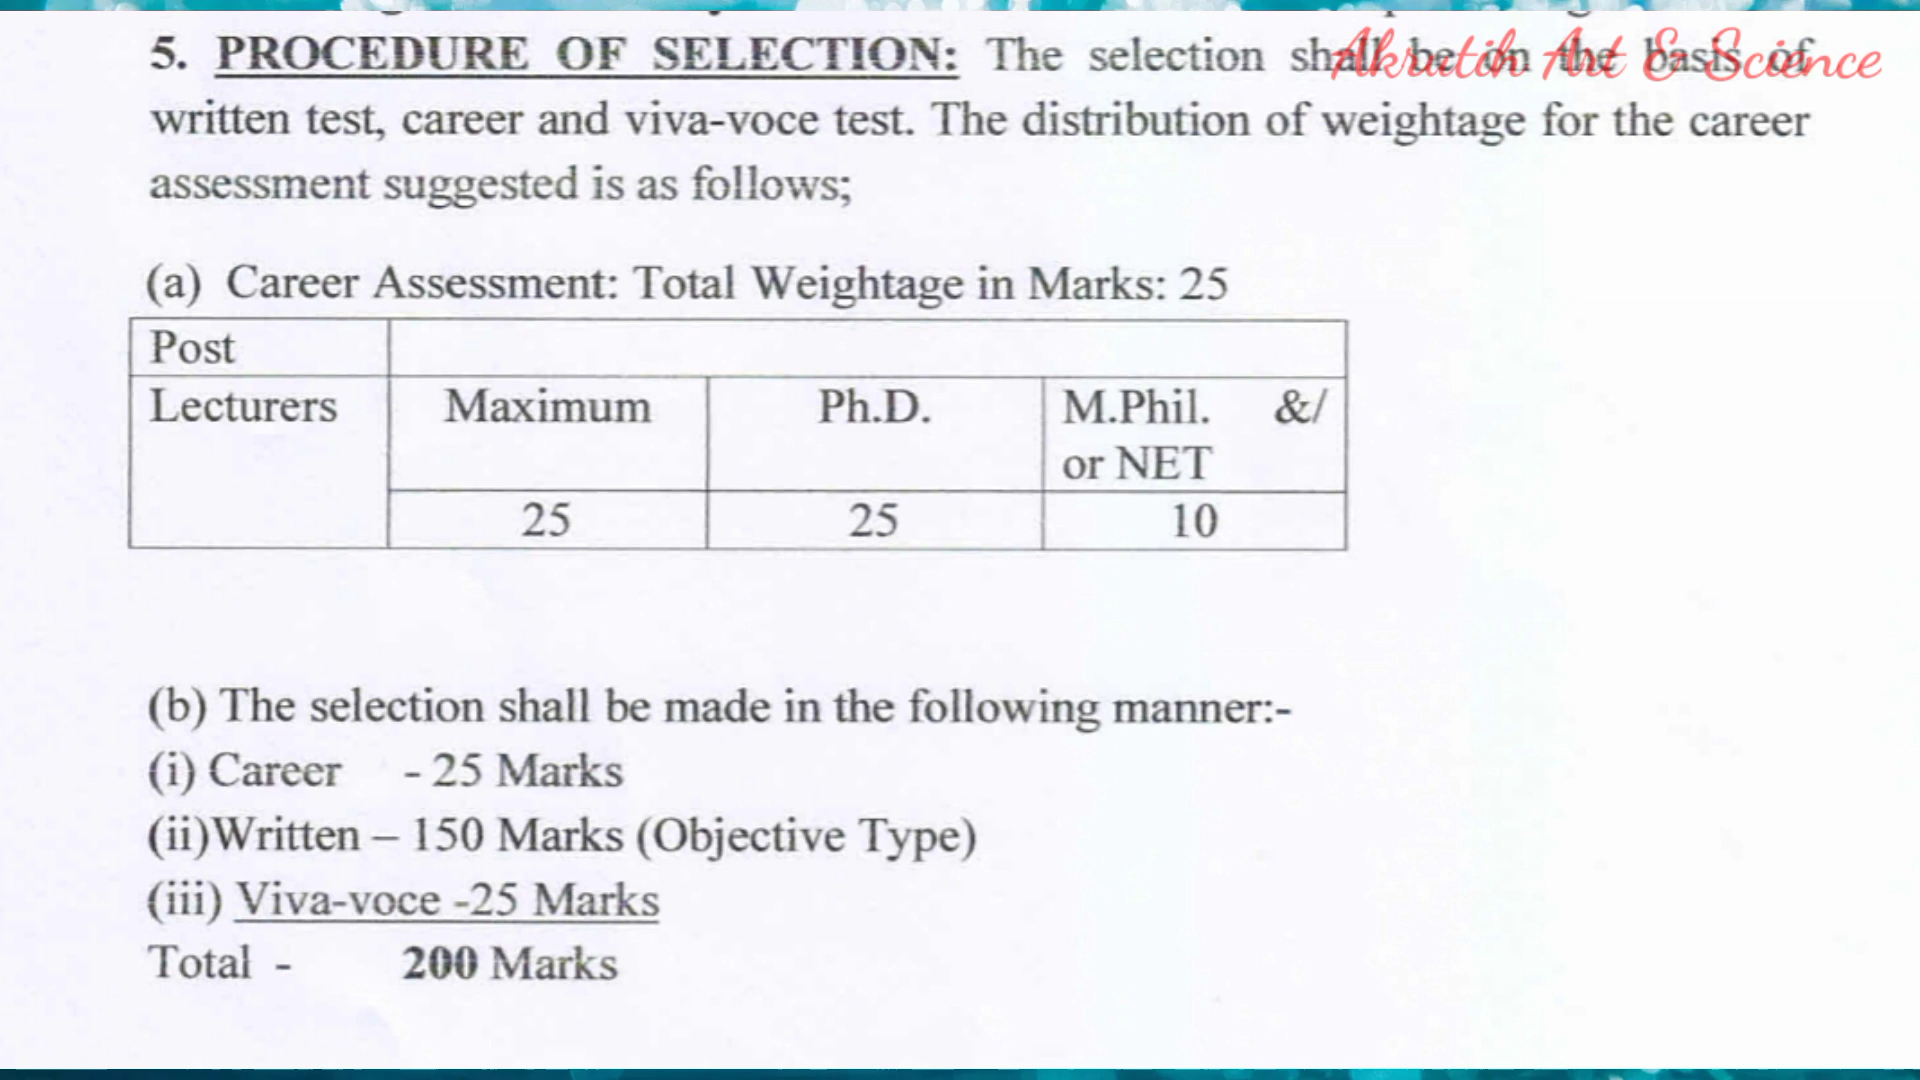 5. PROCEDURE OF SELECTION: The selection shall be on the basis of
Akratih Art & Science
written test, career and viva-voce test. The distribution of weightage for the career
assessment suggested is as follows;
(a) Career Assessment: Total Weightage in Marks: 25
Post
Lecturers Maximum Ph.D. M.Phil. &/
or NET
25 25 10
(b) The selection shall be made in the following manner:-
(i) Career - 25 Marks
(ii)Written – 150 Marks (Objective Type)
(iii) Viva-voce -25 Marks
Total - 200 Marks